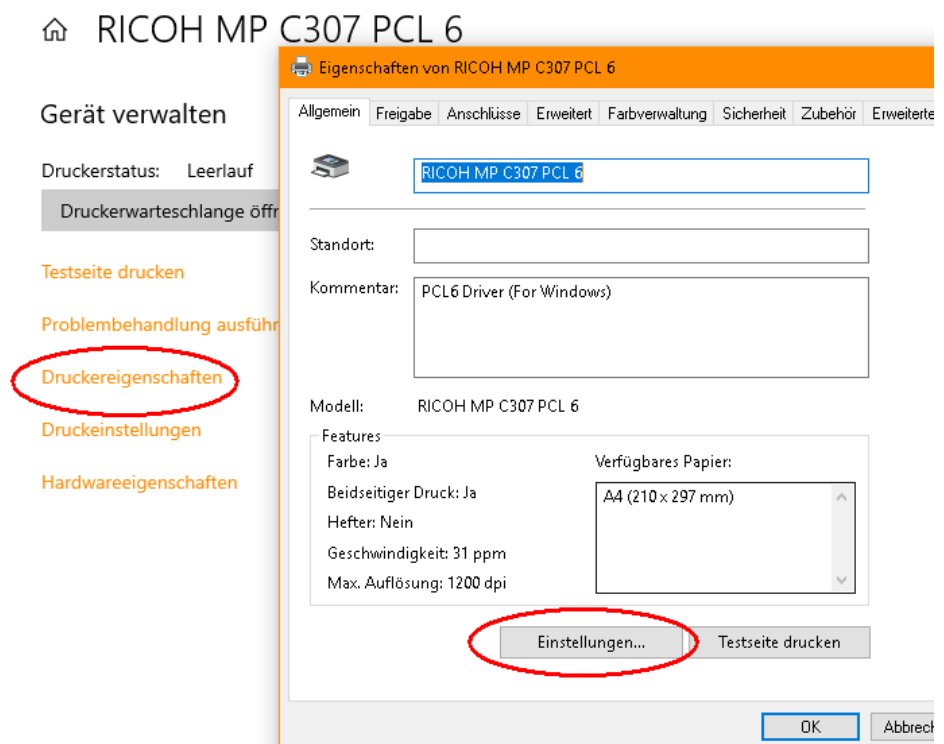 RICOH MP C307 PCL 6
Gerät verwalten
Druckerstatus: Leerlauf
Druckerwarteschlange öffn
Testseite drucken
Problembehandlung ausführ
Druckereigenschaften
Druckeinstellungen
Hardwareeigenschaften
Eigenschaften von RICOH MP C307 PCL 6
Allgemein Freigabe Anschlüsse Erweitert Farbverwaltung Sicherheit Zubehör Erweiterte
RICOH MP C307 PCL 6
Standort:
Kommentar: PCL6 Driver (For Windows)
Modell: RICOH MP C307 PCL 6
Features
Farbe: Ja
Beidseitiger Druck: Ja
Hefter: Nein
Geschwindigkeit: 31 ppm
Max. Auflösung: 1200 dpi
Verfügbares Papier:
A4 (210 x 297 mm)
Einstellungen... Testseite drucken
OK Abbrech